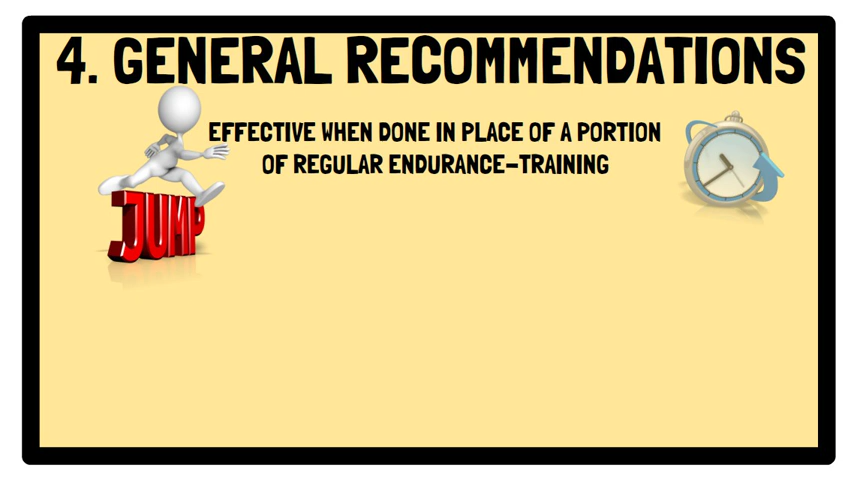 4. GENERAL RECOMMENDATIONS
EFFECTIVE WHEN DONE IN PLACE OF A PORTION
OF REGULAR ENDURANCE-TRAINING
JUMP